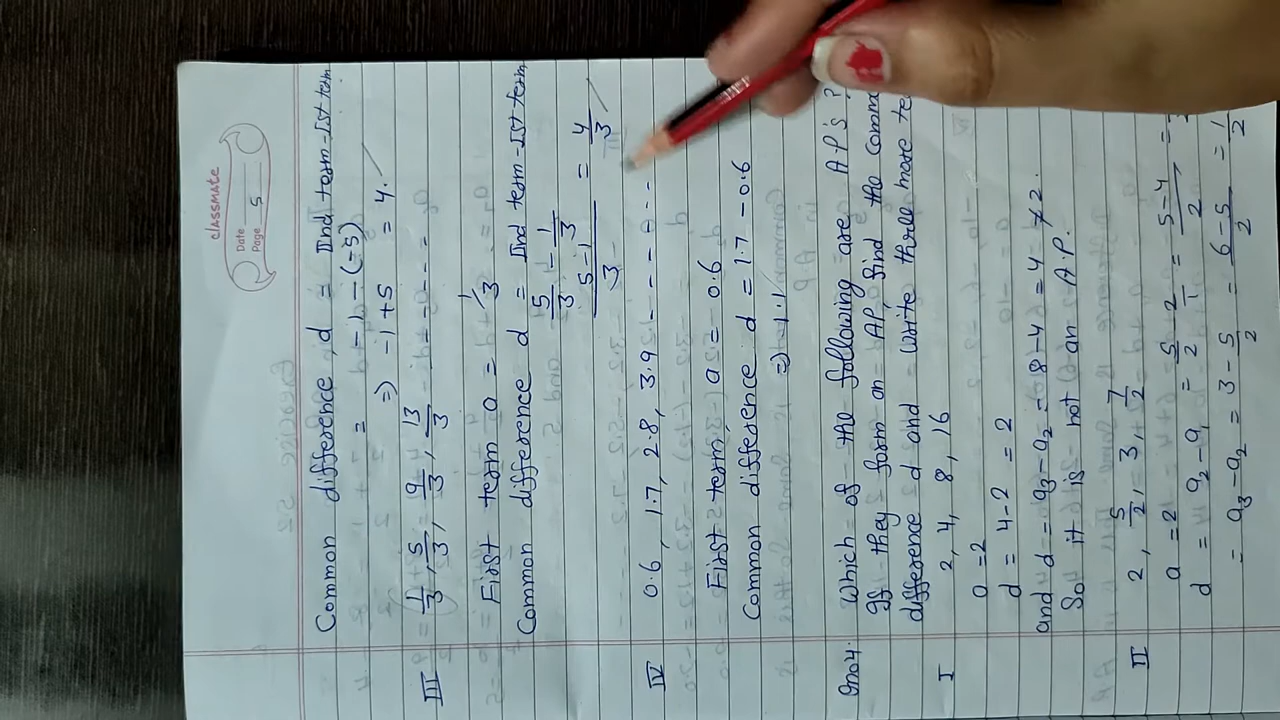 classmate
Date
Page 5
Common difference, d = IInd term - Ist term
= -1 - (-5)
=) -1 + 5 = 4.
III 1/3, 5/3, 9/3, 13/3 - - - -
First term a = 1/3
Common difference d = IInd term - Ist term
5/3 - 1/3
5-1/3 = 4/3
IV 0.6, 1.7, 2.8, 3.9 - - - - - -
First term, a = 0.6
Common difference d = 1.7 - 0.6
=) 1.1
Qno4. Which of the following are A.P's ?
If they form an AP, find the comm
difference d and write three more te
I 2, 4, 8, 16
a = 2
d = 4 - 2 = 2
and d = a3 - a2 = 8 - 4 = 4 ≠ 2.
So it is not an A.P.
II 2, 5/2, 3, 7/2
a = 2
d = a2 - a1 = 5/2 - 2/1 = 5-4/2 =
= a3 - a2 = 3 - 5/2 = 6-5/2 = 1/2